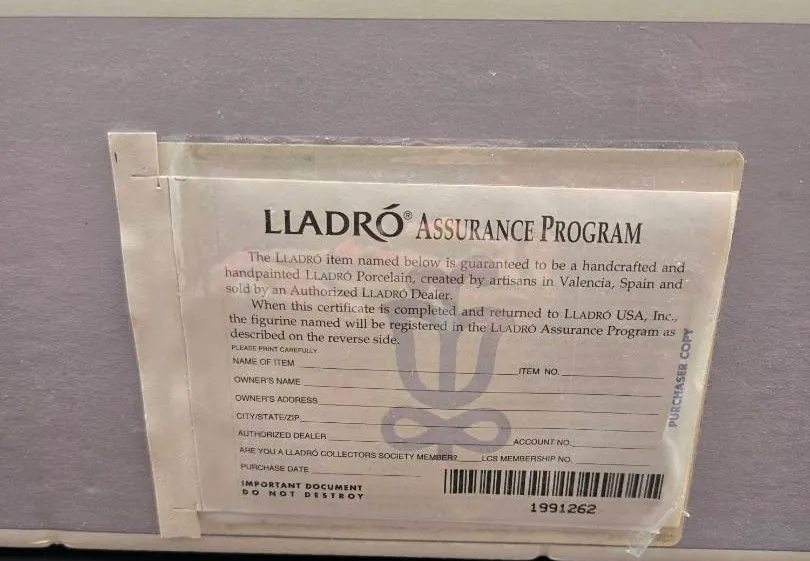 LLADRÓ® ASSURANCE PROGRAM
The LLADRÓ item named below is guaranteed to be a handcrafted and
handpainted LLADRÓ Porcelain, created by artisans in Valencia, Spain and
sold by an Authorized LLADRÓ Dealer.
When this certificate is completed and returned to LLADRÓ USA, Inc.,
the figurine named will be registered in the LLADRÓ Assurance Program as
described on the reverse side.
PLEASE PRINT CAREFULLY
NAME OF ITEM ITEM NO.
OWNER'S NAME
OWNER'S ADDRESS
CITY/STATE/ZIP
AUTHORIZED DEALER ACCOUNT NO.
ARE YOU A LLADRÓ COLLECTORS SOCIETY MEMBER? LCS MEMBERSHIP NO.
PURCHASE DATE
IMPORTANT DOCUMENT
DO NOT DESTROY
1991262
PURCHASER COPY